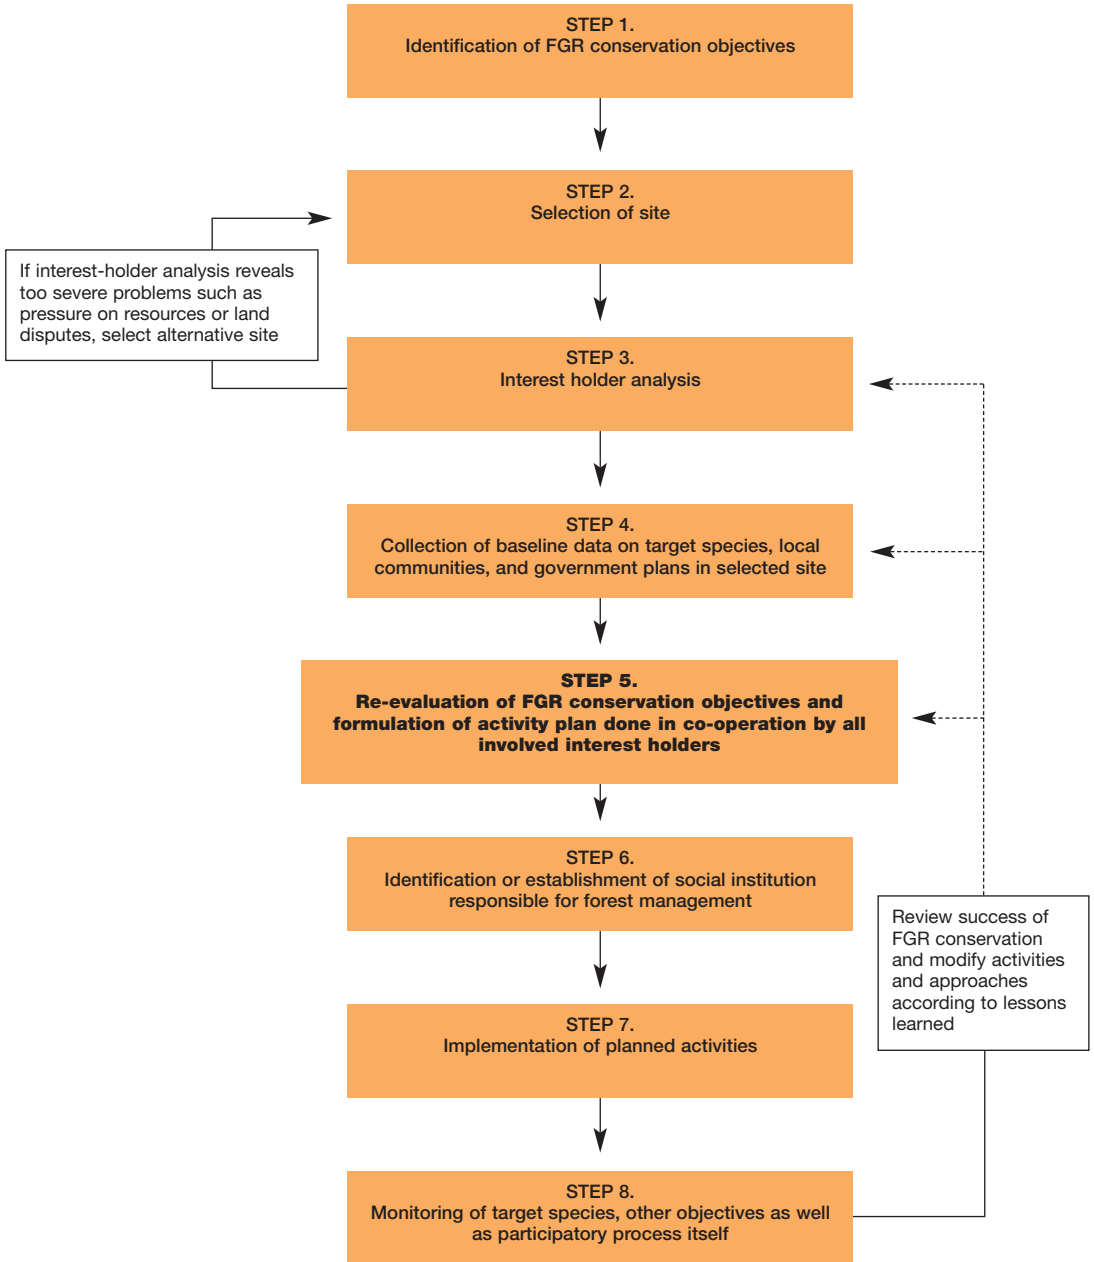 STEP 1.
Identification of FGR conservation objectives
STEP 2.
Selection of site
If interest-holder analysis reveals
too severe problems such as
pressure on resources or land
disputes, select alternative site
STEP 3.
Interest holder analysis
STEP 4.
Collection of baseline data on target species, local
communities, and government plans in selected site
STEP 5.
Re-evaluation of FGR conservation objectives and
formulation of activity plan done in co-operation by all
involved interest holders
STEP 6.
Identification or establishment of social institution
responsible for forest management
Review success of
FGR conservation
and modify activities
and approaches
according to lessons
learned
STEP 7.
Implementation of planned activities
STEP 8.
Monitoring of target species, other objectives as well
as participatory process itself